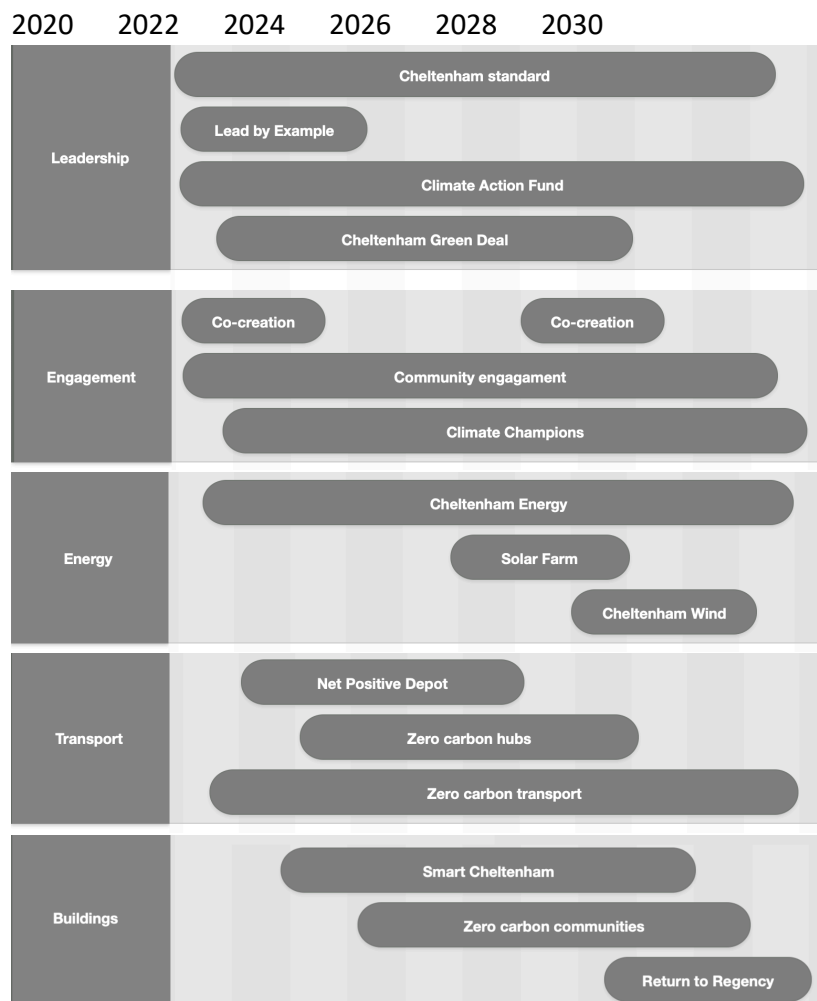 2020 2022 2024 2026 2028 2030
Cheltenham standard
Lead by Example
Leadership
Climate Action Fund
Cheltenham Green Deal
Co-creation Co-creation
Engagement
Community engagament
Climate Champions
Cheltenham Energy
Energy
Solar Farm
Cheltenham Wind
Net Positive Depot
Transport
Zero carbon hubs
Zero carbon transport
Smart Cheltenham
Buildings
Zero carbon communities
Return to Regency